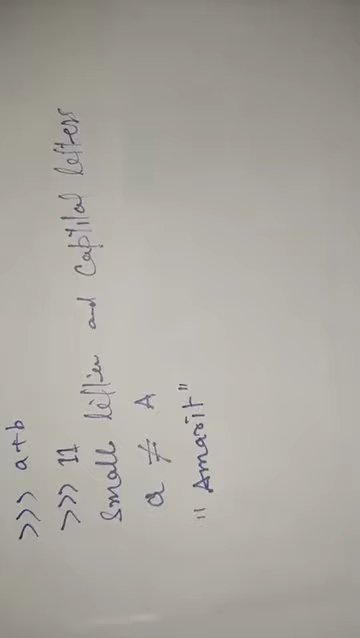 >>> a+b
>>> 11
Small letter and Capital letters
a ≠ A
"Amarit"